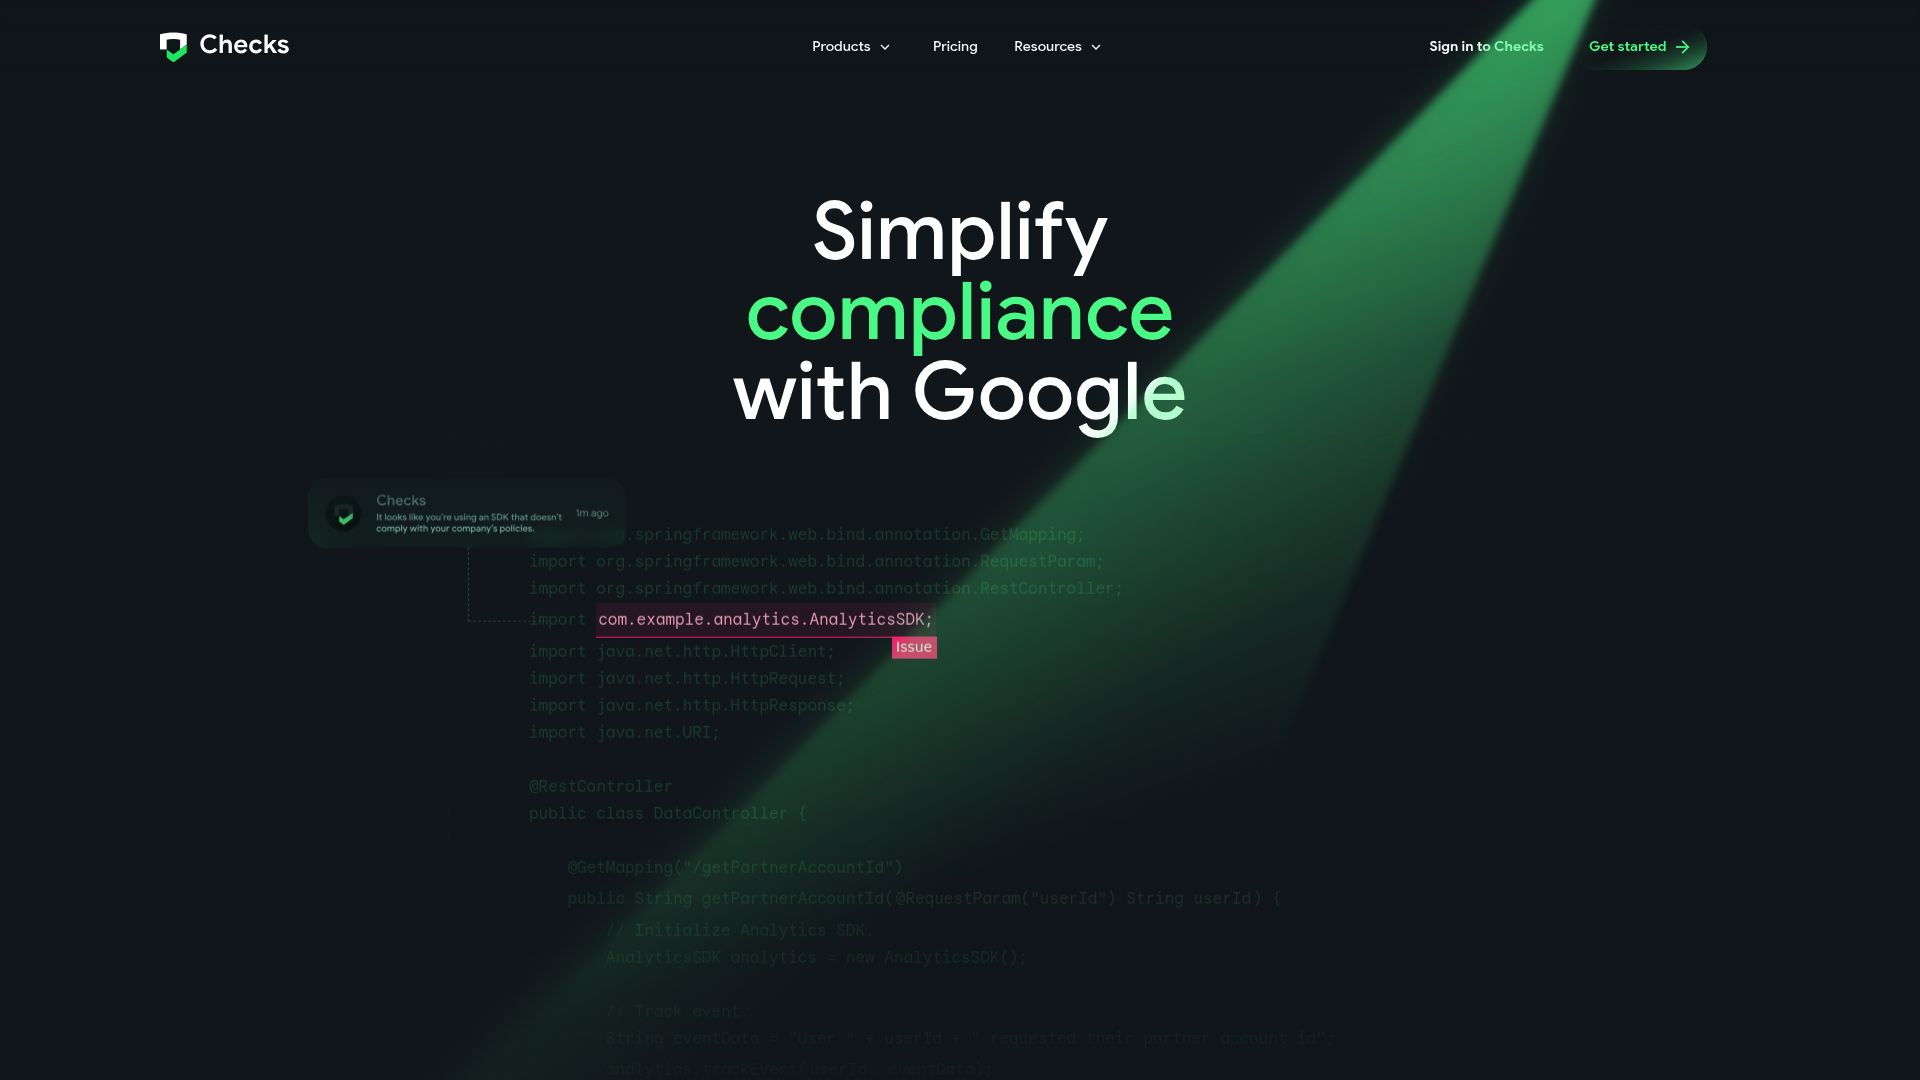 Checks
Products
Pricing
Resources
Sign in to Checks
Get started
Simplify
compliance
with Google
Checks
It looks like you're using an SDK that doesn't
comply with your company's policies.
1m ago
.springframework.web.bind.annotation.GetMapping;
import org.springframework.web.bind.annotation.RequestParam;
import org.springframework.web.bind.annotation.RestController;
import com.example.analytics.AnalyticsSDK;
Issue
import java.net.http.HttpClient;
import java.net.http.HttpRequest;
import java.net.http.HttpResponse;
import java.net.URI;
@RestController
public class DataController {
@GetMapping("/getPartnerAccountId")
public String getPartnerAccountId(@RequestParam("userId") String userId) {
// Initialize Analytics SDK.
AnalyticsSDK analytics = new AnalyticsSDK();
// Track event.
String eventData = "User " + userId + " requested their partner account id";
analytics.trackEvent(userId, eventData);